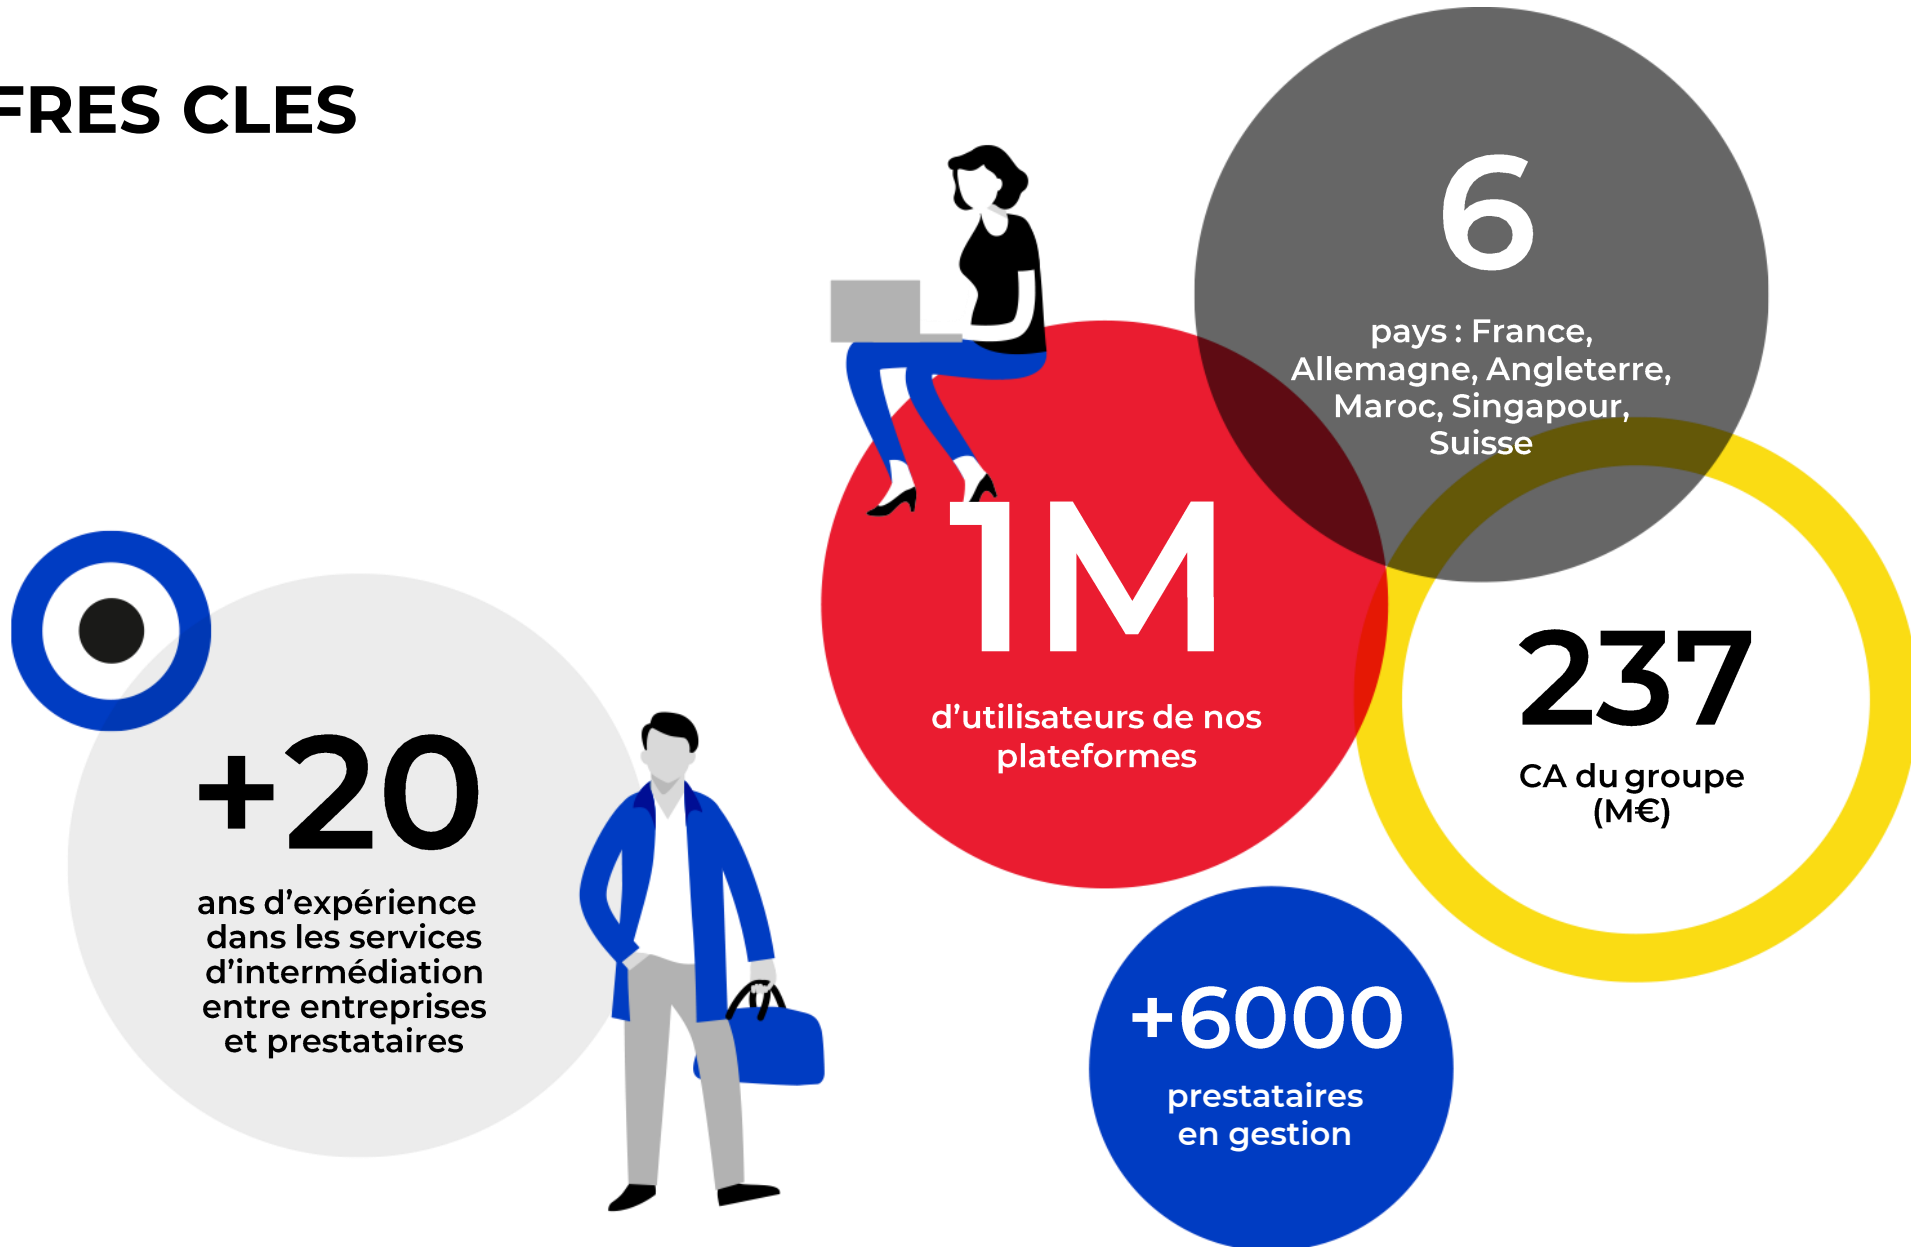 FRES CLES
6
pays : France,
Allemagne, Angleterre,
Maroc, Singapour,
Suisse
1M
d’utilisateurs de nos
plateformes
237
CA du groupe
(M€)
+20
ans d’expérience
dans les services
d’intermédiation
entre entreprises
et prestataires
+6000
prestataires
en gestion